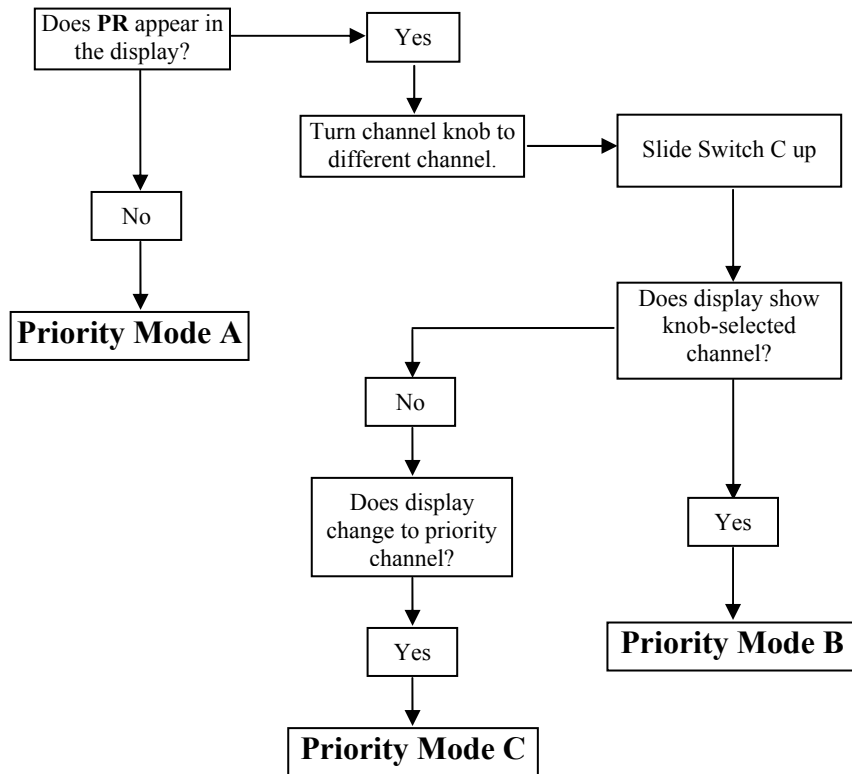 Does PR appear in
the display?
Yes
Turn channel knob to
different channel.
Slide Switch C up
No
Priority Mode A
Does display show
knob-selected
channel?
No
Does display
change to priority
channel?
Yes
Priority Mode B
Yes
Priority Mode C